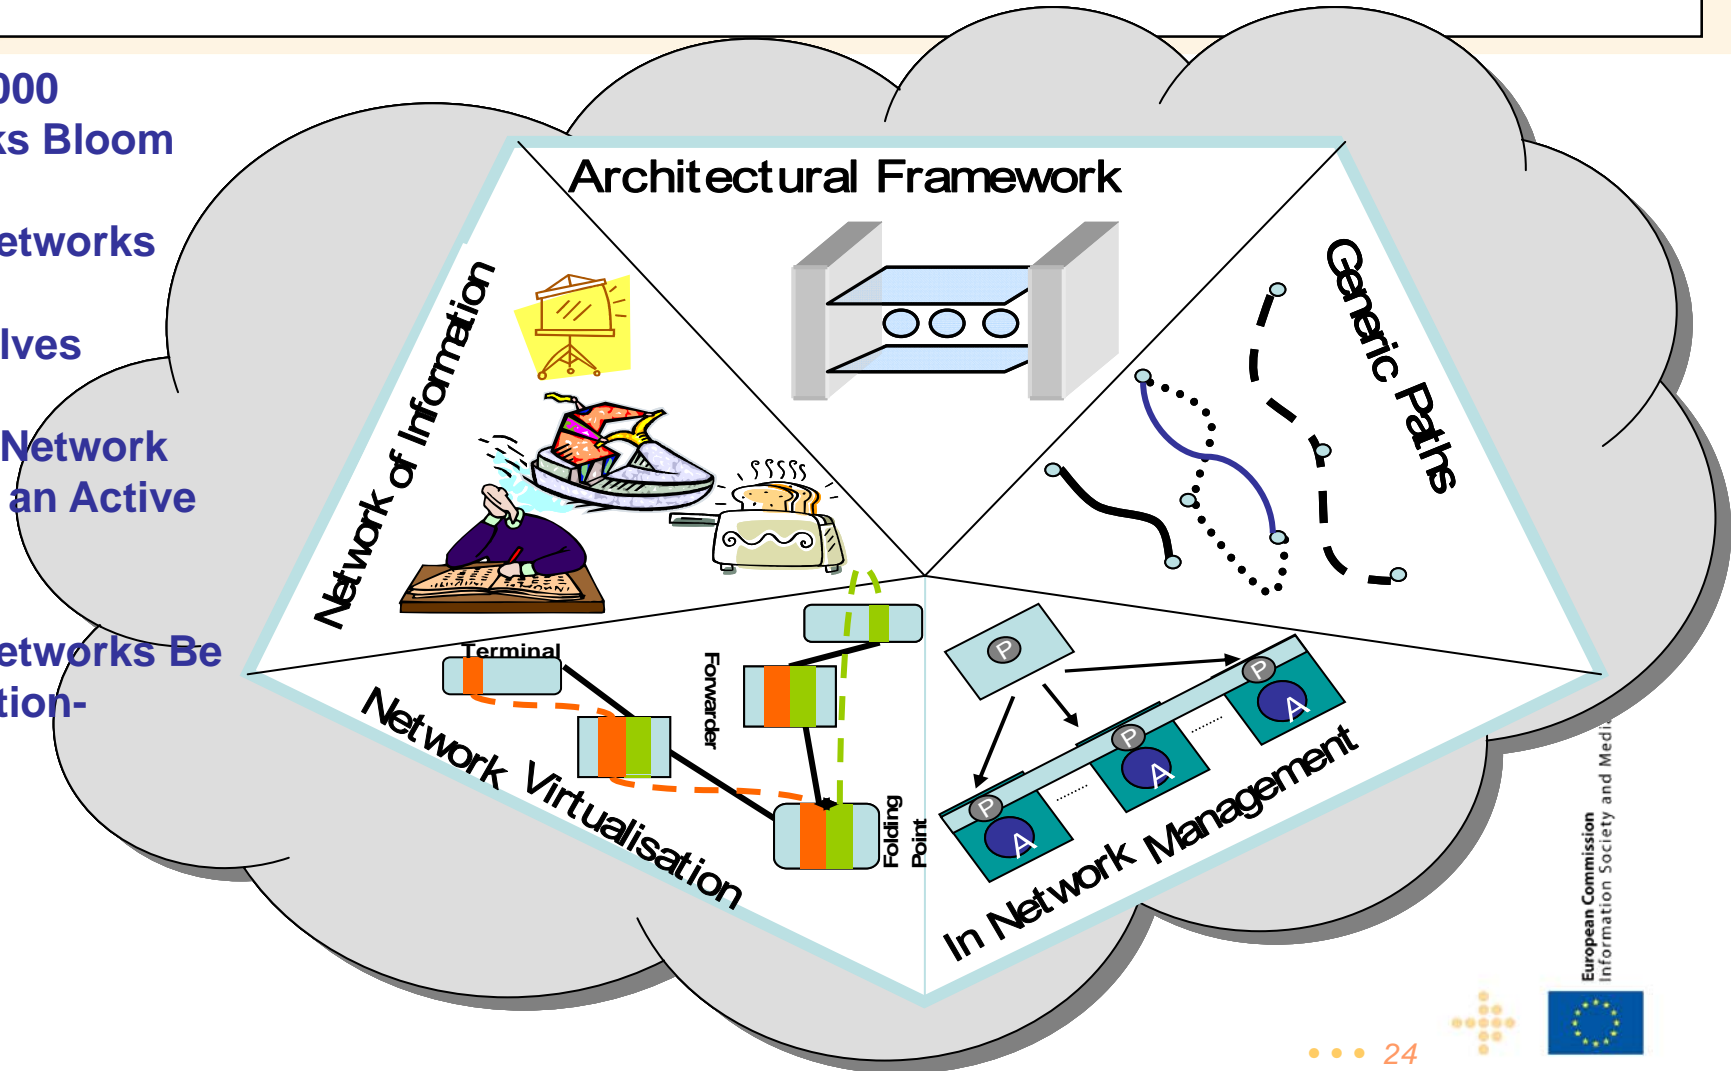 000
ks Bloom
etworks
lves
Network
an Active
etworks Be
tion-
Architectural Framework
Network of Information
Generic Paths
Terminal
Forwarder
Folding
Point
Network Virtualisation
P
P
P
P
A
A
A
In Network Management
European Commission
Information Society and Media
24